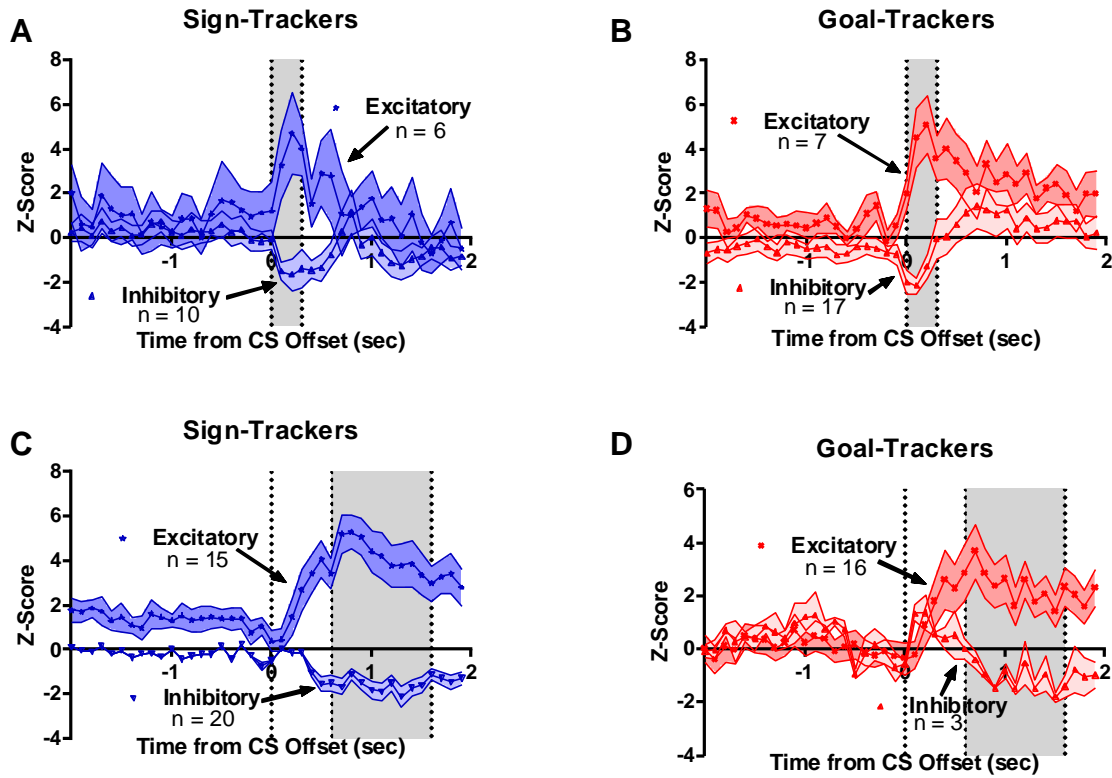 A
Sign-Trackers
8
6
4
2
0
-2
-4
Z-Score
Excitatory
n = 6
Inhibitory
n = 10
-1
0
1
2
Time from CS Offset (sec)
B
Goal-Trackers
8
6
4
2
0
-2
-4
Z-Score
Excitatory
n = 7
Inhibitory
n = 17
-1
0
1
2
Time from CS Offset (sec)
C
Sign-Trackers
8
6
4
2
0
-2
-4
Z-Score
Excitatory
n = 15
Inhibitory
n = 20
-1
0
1
2
Time from CS Offset (sec)
D
Goal-Trackers
6
4
2
0
-2
-4
Z-Score
Excitatory
n = 16
Inhibitory
n = 3
-1
0
1
2
Time from CS Offset (sec)